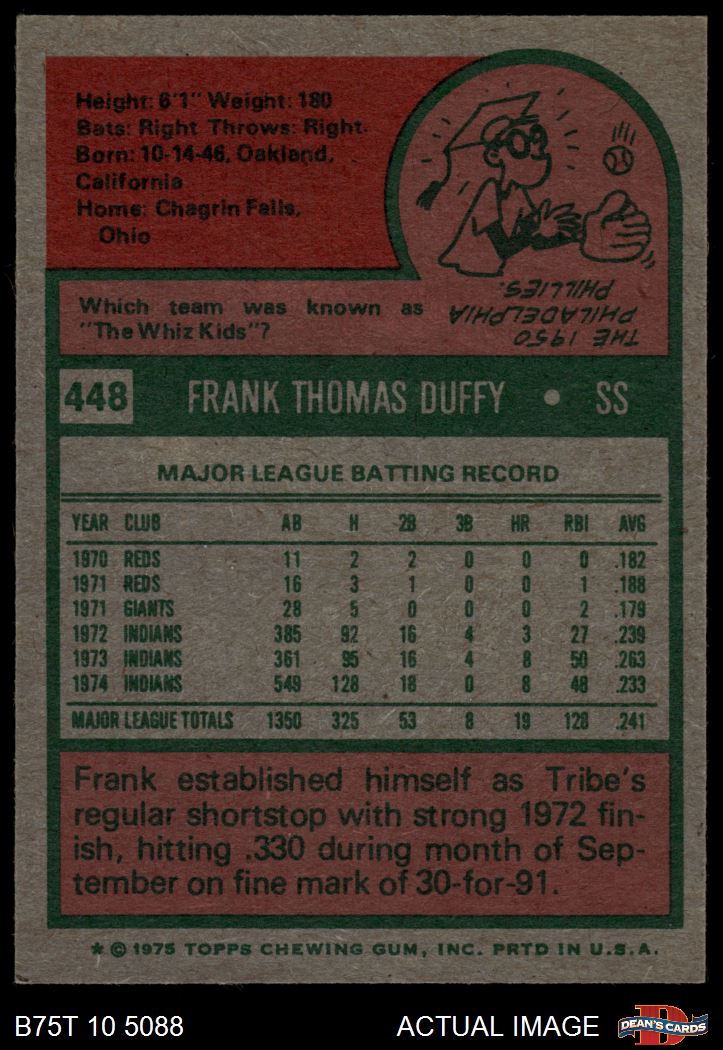 Height: 6'1" Weight: 180
Bats: Right Throws: Right
Born: 10-14-46, Oakland,
California
Home: Chagrin Falls,
Ohio
Which team was known as
"The Whiz Kids"?
THE 1950
PHILADELPHIA
PHILLIES.
448 FRANK THOMAS DUFFY • SS
MAJOR LEAGUE BATTING RECORD
YEAR CLUB AB H 2B 3B HR RBI AVG
1970 REDS 11 2 2 0 0 0 .182
1971 REDS 16 3 1 0 0 1 .188
1971 GIANTS 28 5 0 0 0 2 .179
1972 INDIANS 385 92 16 4 3 27 .239
1973 INDIANS 361 95 16 4 8 50 .263
1974 INDIANS 549 128 18 0 8 48 .233
MAJOR LEAGUE TOTALS 1350 325 53 8 19 128 .241
Frank established himself as Tribe's
regular shortstop with strong 1972 fin-
ish, hitting .330 during month of Sep-
tember on fine mark of 30-for-91.
* © 1975 TOPPS CHEWING GUM, INC. PRTD IN U.S.A.
B75T 10 5088 ACTUAL IMAGE DEAN'S CARDS